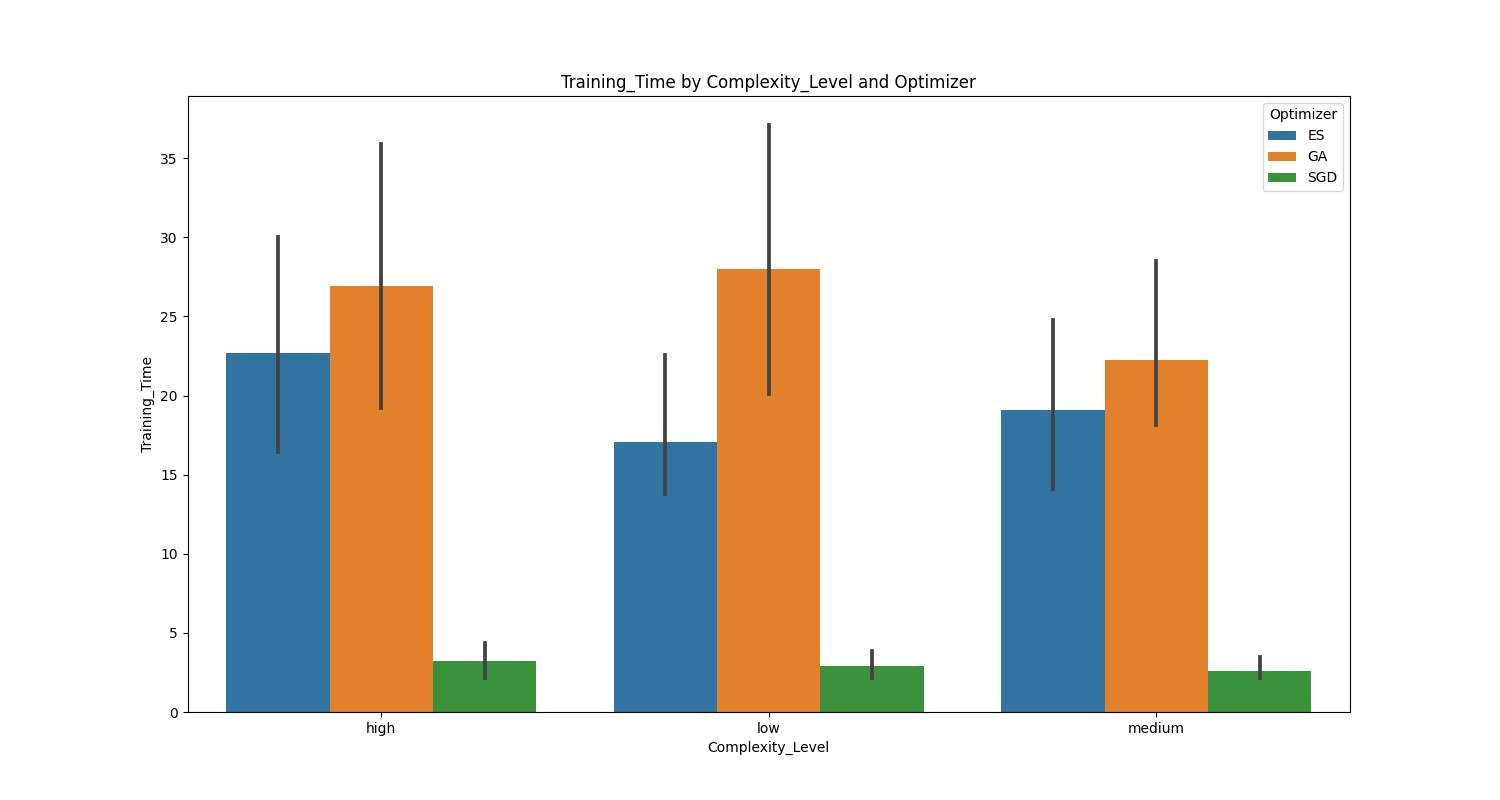 Training_Time by Complexity_Level and Optimizer
Optimizer
ES
GA
SGD
Training_Time
35
30
25
20
15
10
5
0
high
low
medium
Complexity_Level